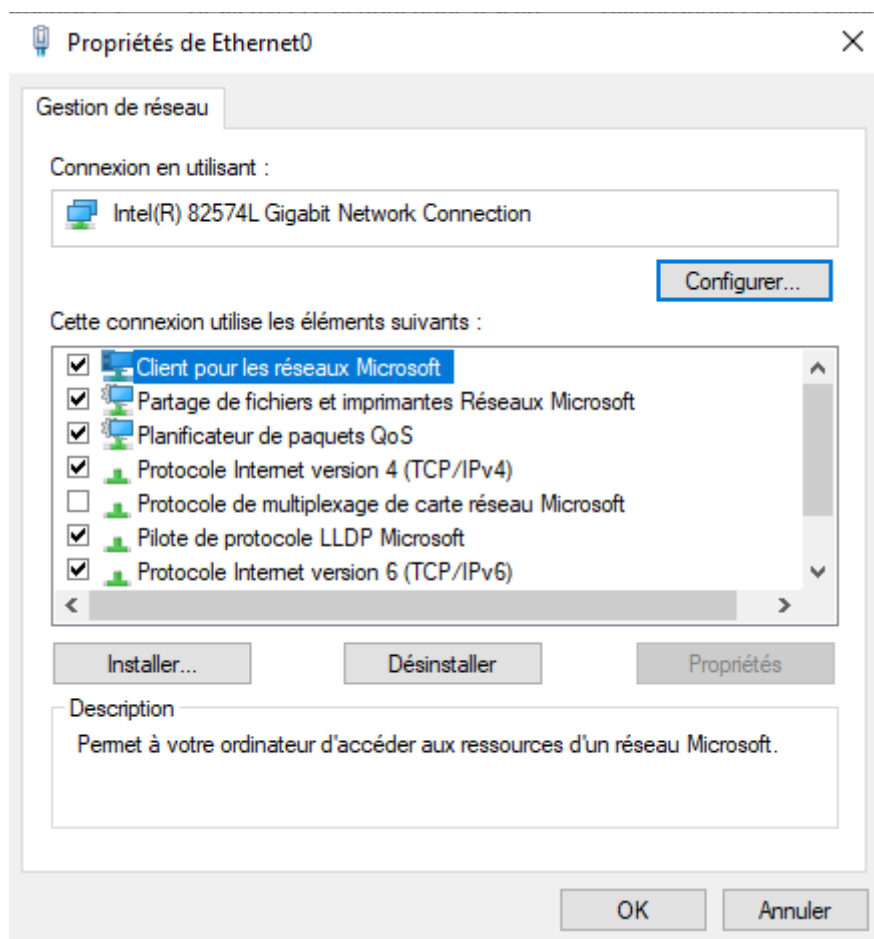 Propriétés de Ethernet0
Gestion de réseau
Connexion en utilisant :
Intel(R) 82574L Gigabit Network Connection
Configurer...
Cette connexion utilise les éléments suivants :
Client pour les réseaux Microsoft
Partage de fichiers et imprimantes Réseaux Microsoft
Planificateur de paquets QoS
Protocole Internet version 4 (TCP/IPv4)
Protocole de multiplexage de carte réseau Microsoft
Pilote de protocole LLDP Microsoft
Protocole Internet version 6 (TCP/IPv6)
Installer...
Désinstaller
Propriétés
Description
Permet à votre ordinateur d'accéder aux ressources d'un réseau Microsoft.
OK
Annuler